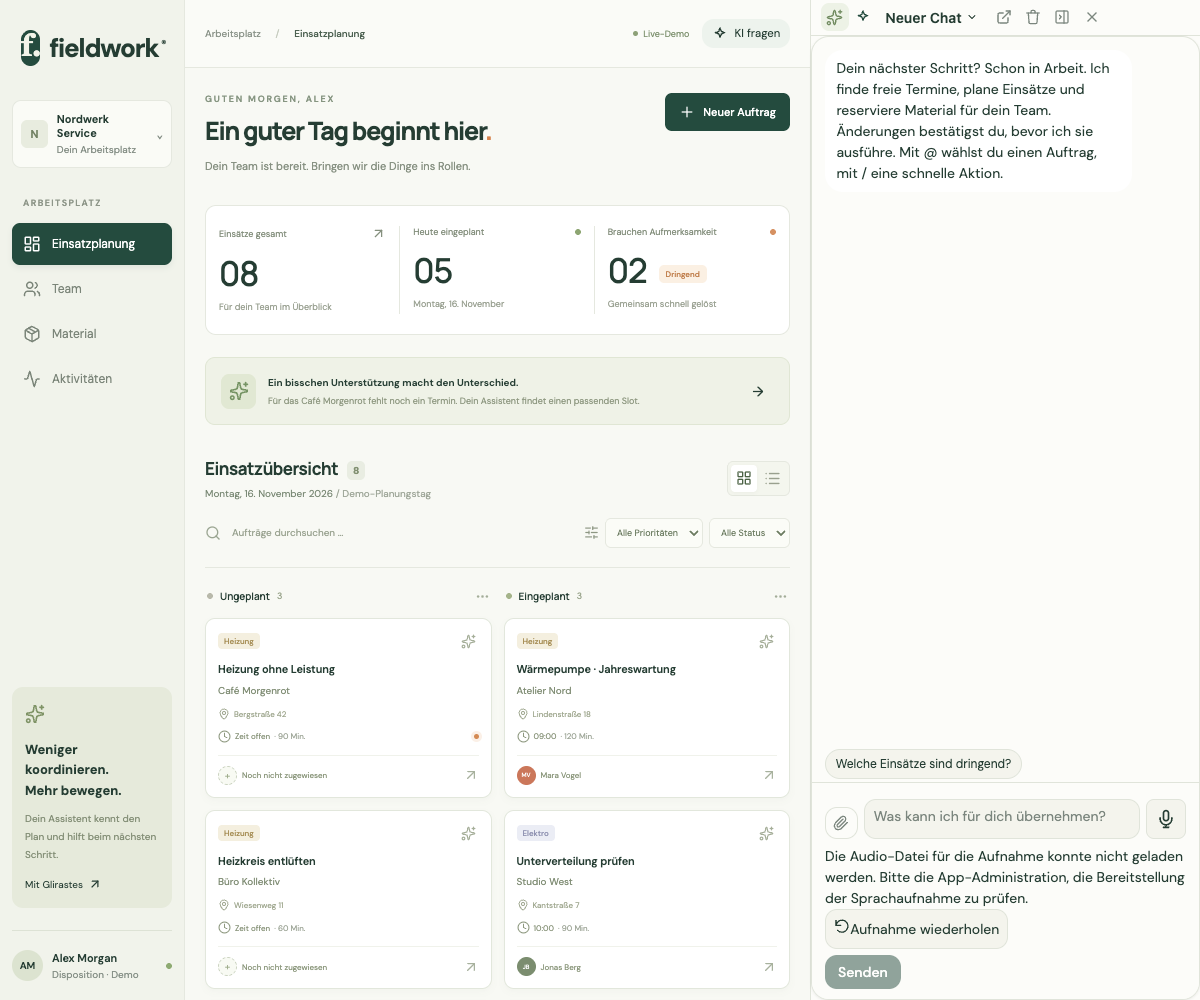 fieldwork
Nordwerk
Service
Dein Arbeitsplatz
N
ARBEITSPLATZ
Einsatzplanung
Team
Material
Aktivitäten
Weniger
koordinieren.
Mehr bewegen.
Dein Assistent kennt den
Plan und hilft beim nächsten
Schritt.
Mit Glirastes
AM
Alex Morgan
Disposition · Demo
Arbeitsplatz / Einsatzplanung
Live-Demo
KI fragen
GUTEN MORGEN, ALEX
Ein guter Tag beginnt hier.
Dein Team ist bereit. Bringen wir die Dinge ins Rollen.
Neuer Auftrag
Einsätze gesamt
08
Für dein Team im Überblick
Heute eingeplant
05
Montag, 16. November
Brauchen Aufmerksamkeit
02 Dringend
Gemeinsam schnell gelöst
Ein bisschen Unterstützung macht den Unterschied.
Für das Café Morgenrot fehlt noch ein Termin. Dein Assistent findet einen passenden Slot.
Einsatzübersicht 8
Montag, 16. November 2026 / Demo-Planungstag
Aufträge durchsuchen …
Alle Prioritäten
Alle Status
Ungeplant 3
Heizung
Heizung ohne Leistung
Café Morgenrot
Bergstraße 42
Zeit offen · 90 Min.
Noch nicht zugewiesen
Heizung
Heizkreis entlüften
Büro Kollektiv
Wiesenweg 11
Zeit offen · 60 Min.
Noch nicht zugewiesen
Eingeplant 3
Heizung
Wärmepumpe · Jahreswartung
Atelier Nord
Lindenstraße 18
09:00 · 120 Min.
MV Mara Vogel
Elektro
Unterverteilung prüfen
Studio West
Kantstraße 7
10:00 · 90 Min.
JB Jonas Berg
Neuer Chat
Dein nächster Schritt? Schon in Arbeit. Ich
finde freie Termine, plane Einsätze und
reserviere Material für dein Team.
Änderungen bestätigst du, bevor ich sie
ausführe. Mit @ wählst du einen Auftrag,
mit / eine schnelle Aktion.
Welche Einsätze sind dringend?
Was kann ich für dich übernehmen?
Die Audio-Datei für die Aufnahme konnte nicht geladen
werden. Bitte die App-Administration, die Bereitstellung
der Sprachaufnahme zu prüfen.
Aufnahme wiederholen
Senden